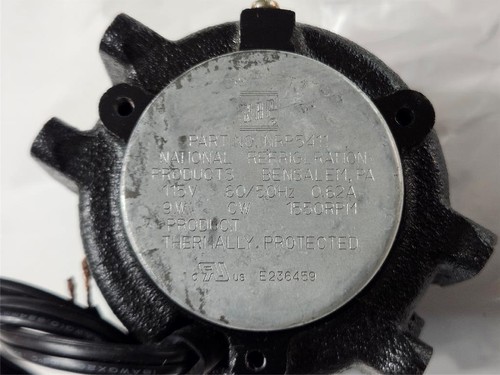 PART NO. NRP5411
NATIONAL REFRIGERATION
PRODUCTS BENSALEM, PA
115V 60/50Hz 0.62A
9W CW 1550RPM
PRODUCT
THERMALLY PROTECTED
c us E236459